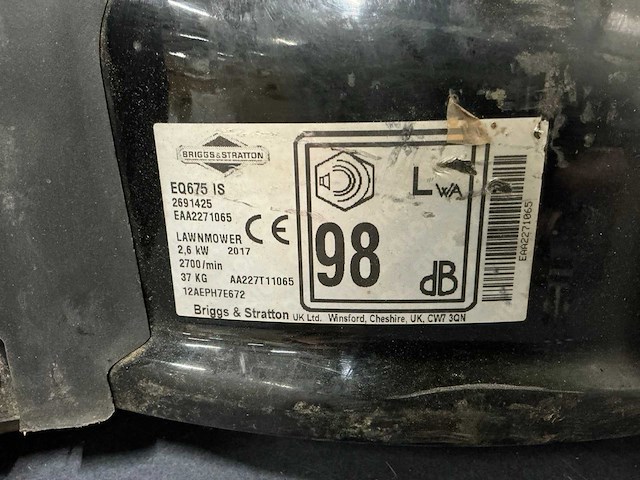 BRIGGS & STRATTON
EQ675 IS
2691425
EAA2271065
LAWNMOWER
2,6 kW 2017
2700/min
37 KG AA227T11065
12AEPH7E672
CE
LWA
98
dB
EAA2271065
Briggs & Stratton UK Ltd. Winsford, Cheshire, UK, CW7 3QN